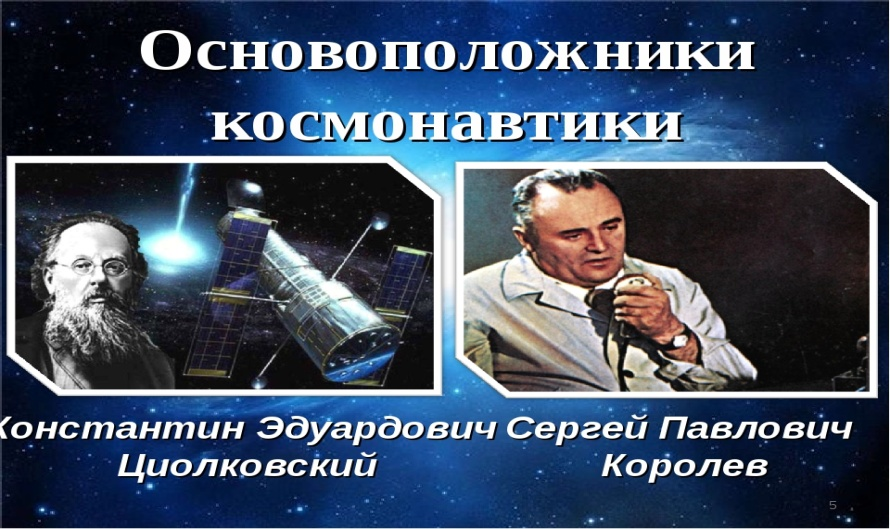 Основоположники
космонавтики
Константин Эдуардович
Циолковский
Сергей Павлович
Королев
5